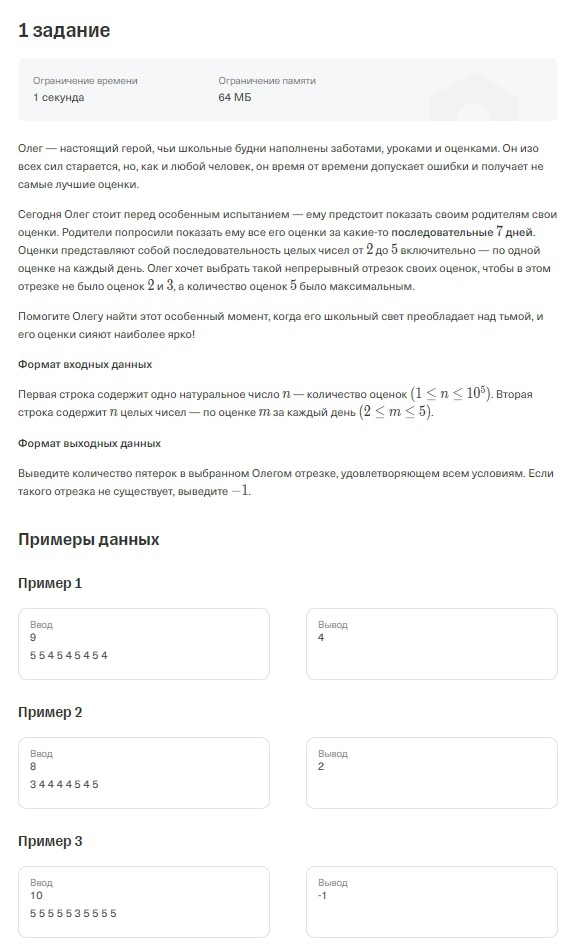 1 задание
Ограничение времени
Ограничение памяти
1 секунда
64 МБ
Олег — настоящий герой, чьи школьные будни наполнены заботами, уроками и оценками. Он изо
всех сил старается, но, как и любой человек, он время от времени допускает ошибки и получает не
самые лучшие оценки.
Сегодня Олег стоит перед особенным испытанием — ему предстоит показать своим родителям свои
оценки. Родители попросили показать ему все его оценки за какие-то последовательные 7 дней.
Оценки представляют собой последовательность целых чисел от 2 до 5 включительно — по одной
оценке на каждый день. Олег хочет выбрать такой непрерывный отрезок своих оценок, чтобы в этом
отрезке не было оценок 2 и 3, а количество оценок 5 было максимальным.
Помогите Олегу найти этот особенный момент, когда его школьный свет преобладает над тьмой, и
его оценки сияют наиболее ярко!
Формат входных данных
Первая строка содержит одно натуральное число n — количество оценок (1 ≤ n ≤ 10⁵). Вторая
строка содержит n целых чисел — по оценке m за каждый день (2 ≤ m ≤ 5).
Формат выходных данных
Выведите количество пятерок в выбранном Олегом отрезке, удовлетворяющем всем условиям. Если
такого отрезка не существует, выведите −1.
Примеры данных
Пример 1
Ввод
9
5 5 4 5 4 5 4 5 4
Вывод
4
Пример 2
Ввод
8
3 4 4 4 4 5 4 5
Вывод
2
Пример 3
Ввод
10
5 5 5 5 5 3 5 5 5 5
Вывод
-1